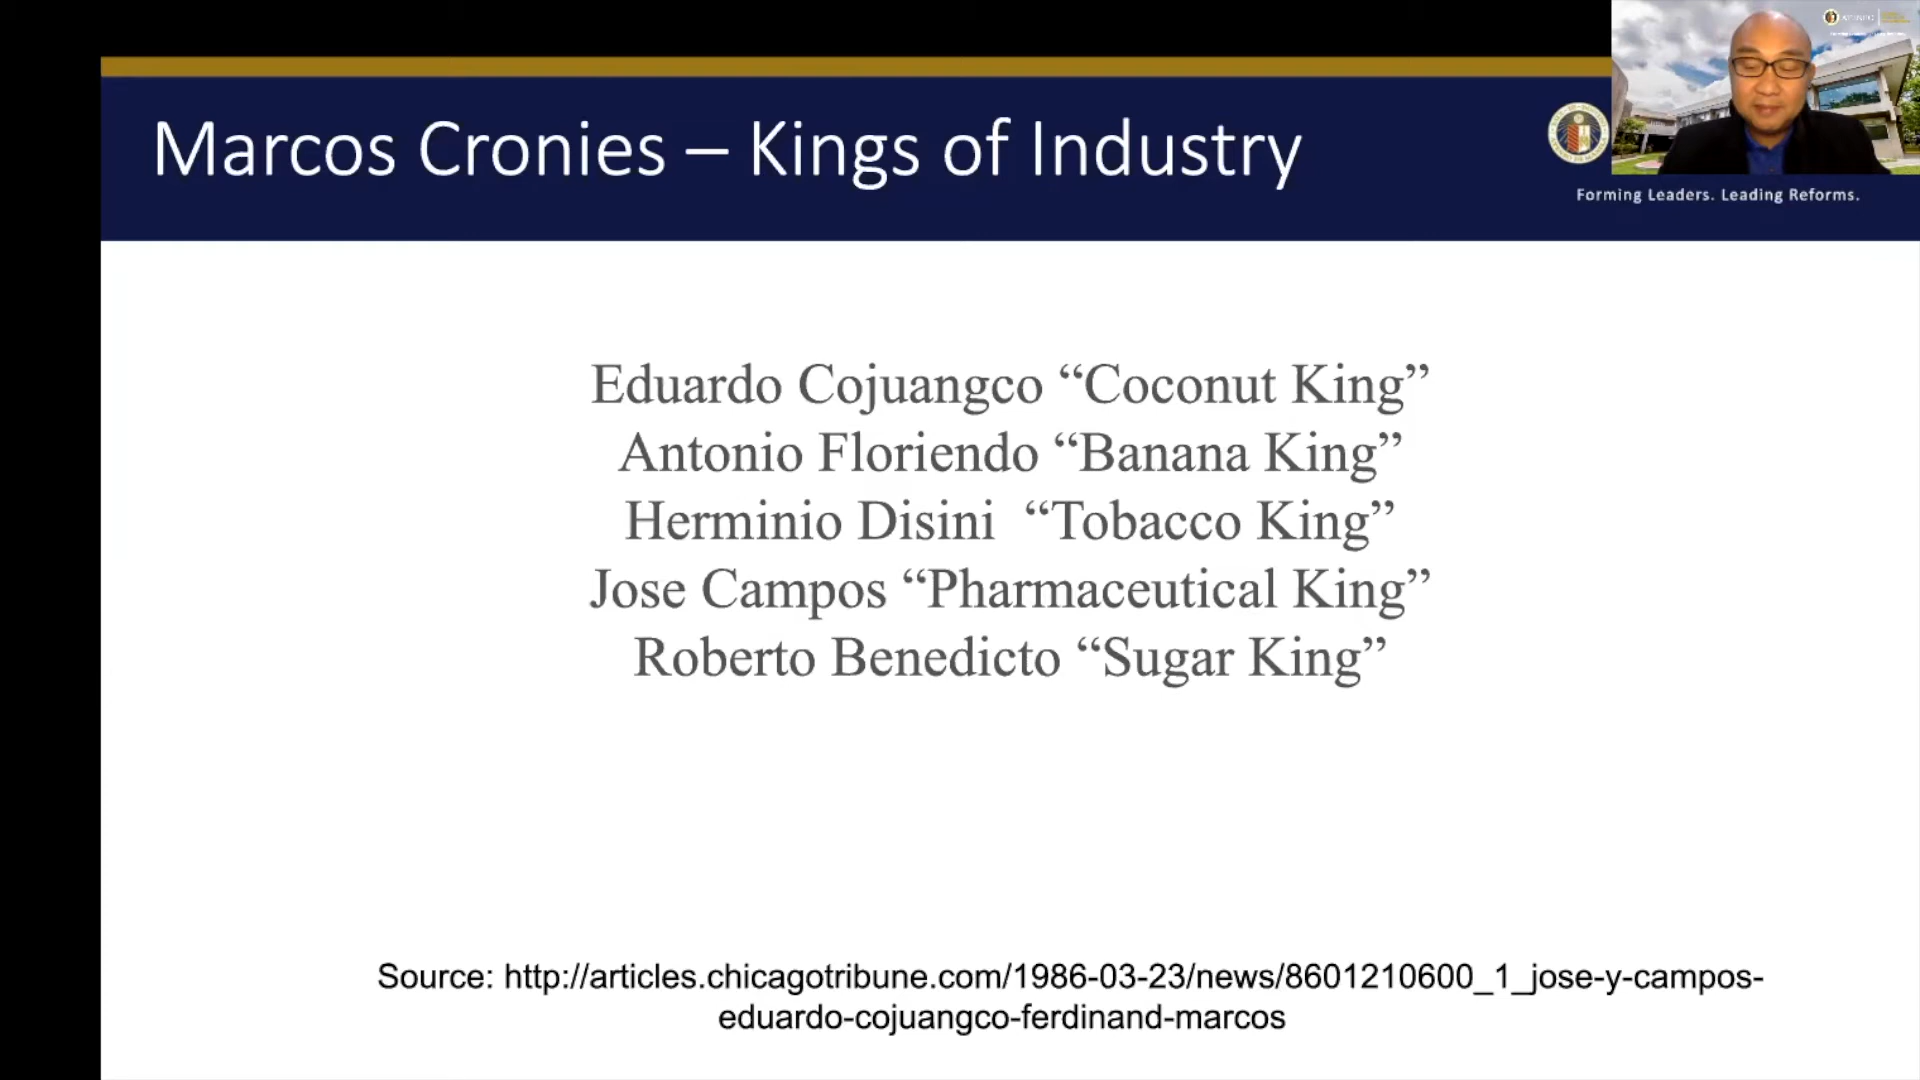 Marcos Cronies – Kings of Industry
Forming Leaders. Leading Reforms.
Eduardo Cojuangco “Coconut King”
Antonio Floriendo “Banana King”
Herminio Disini “Tobacco King”
Jose Campos “Pharmaceutical King”
Roberto Benedicto “Sugar King”
Source: http://articles.chicagotribune.com/1986-03-23/news/8601210600_1_jose-y-campos-
eduardo-cojuangco-ferdinand-marcos